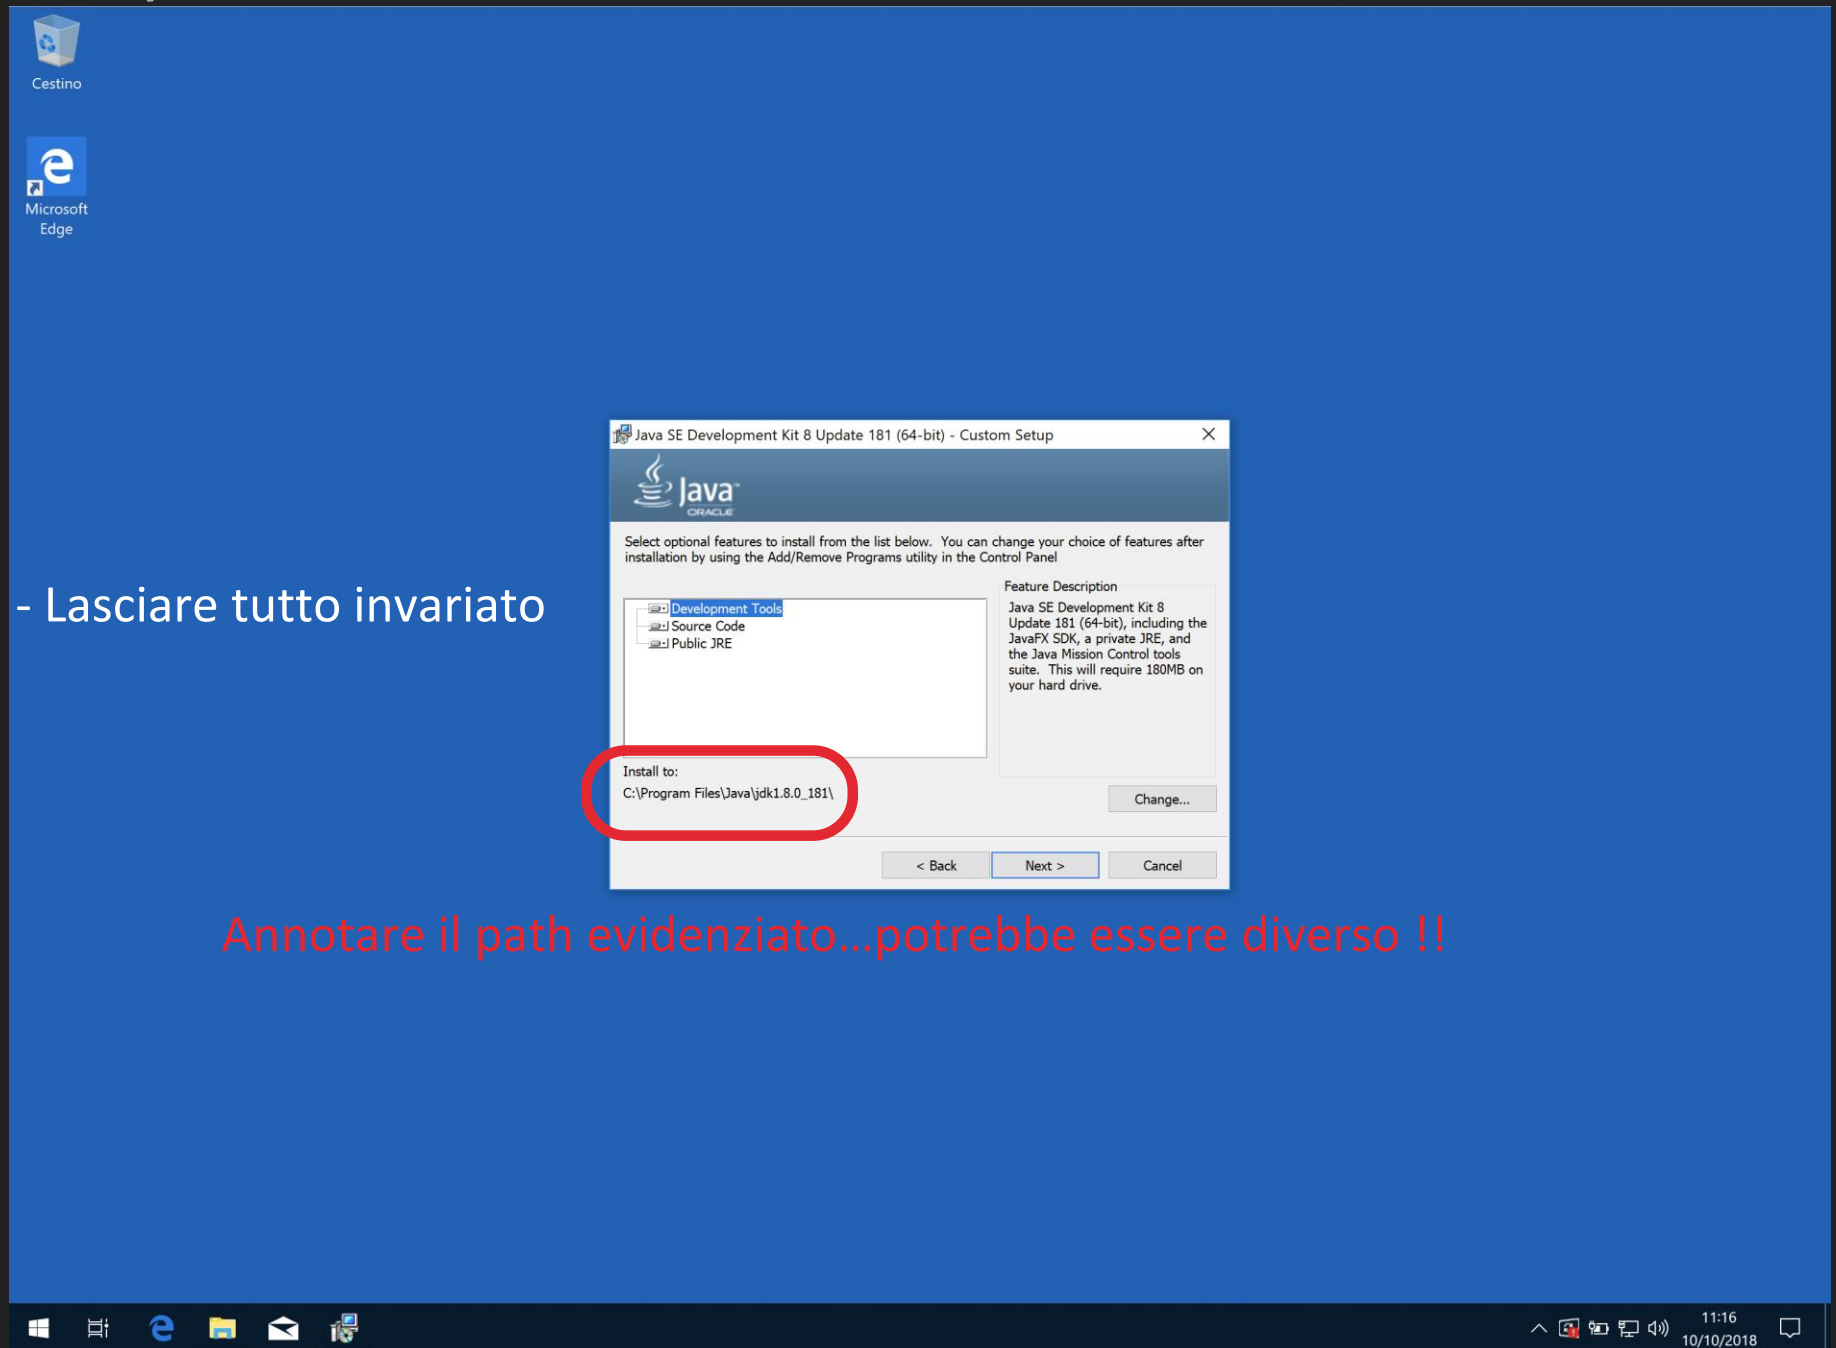 Cestino
Microsoft
Edge
Java SE Development Kit 8 Update 181 (64-bit) - Custom Setup
Java™
ORACLE
Select optional features to install from the list below. You can change your choice of features after
installation by using the Add/Remove Programs utility in the Control Panel
- Lasciare tutto invariato
Development Tools
Source Code
Public JRE
Feature Description
Java SE Development Kit 8
Update 181 (64-bit), including the
JavaFX SDK, a private JRE, and
the Java Mission Control tools
suite. This will require 180MB on
your hard drive.
Install to:
C:\Program Files\Java\jdk1.8.0_181\
Change...
< Back
Next >
Cancel
Annotare il path evidenziato...potrebbe essere diverso !!
11:16
10/10/2018